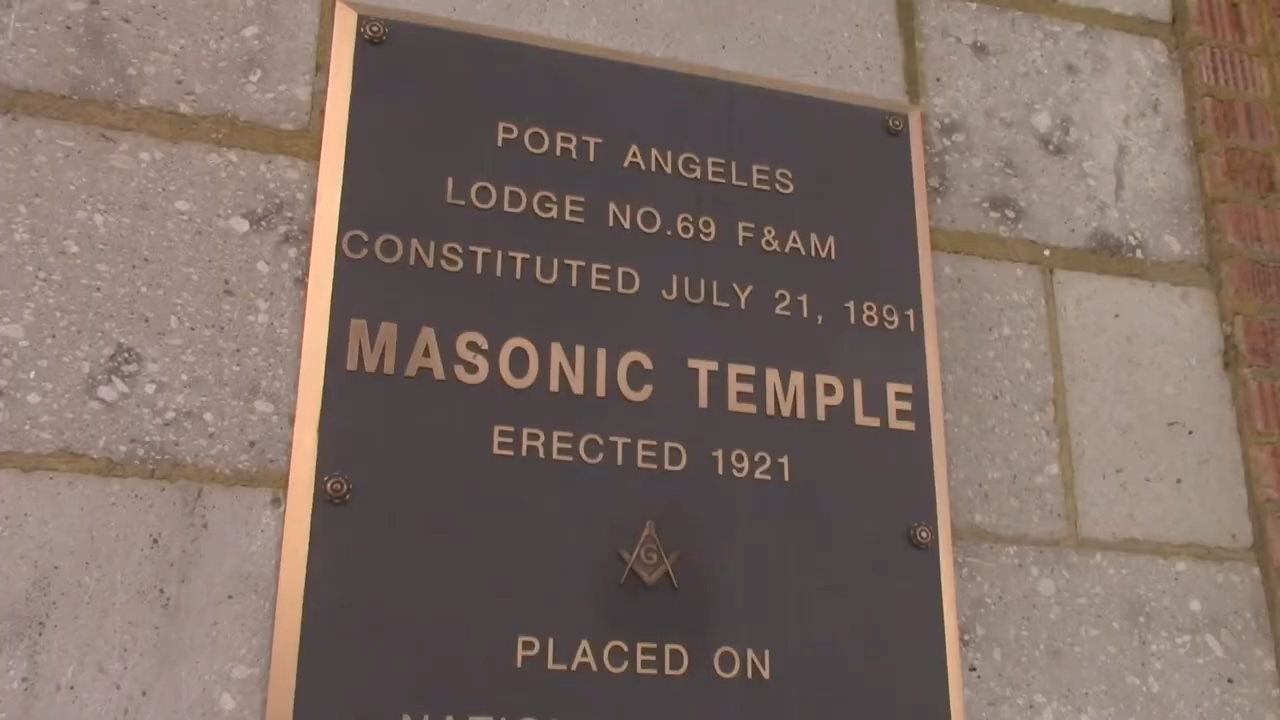 PORT ANGELES
LODGE NO.69 F&AM
CONSTITUTED JULY 21, 1891
MASONIC TEMPLE
ERECTED 1921
G
PLACED ON